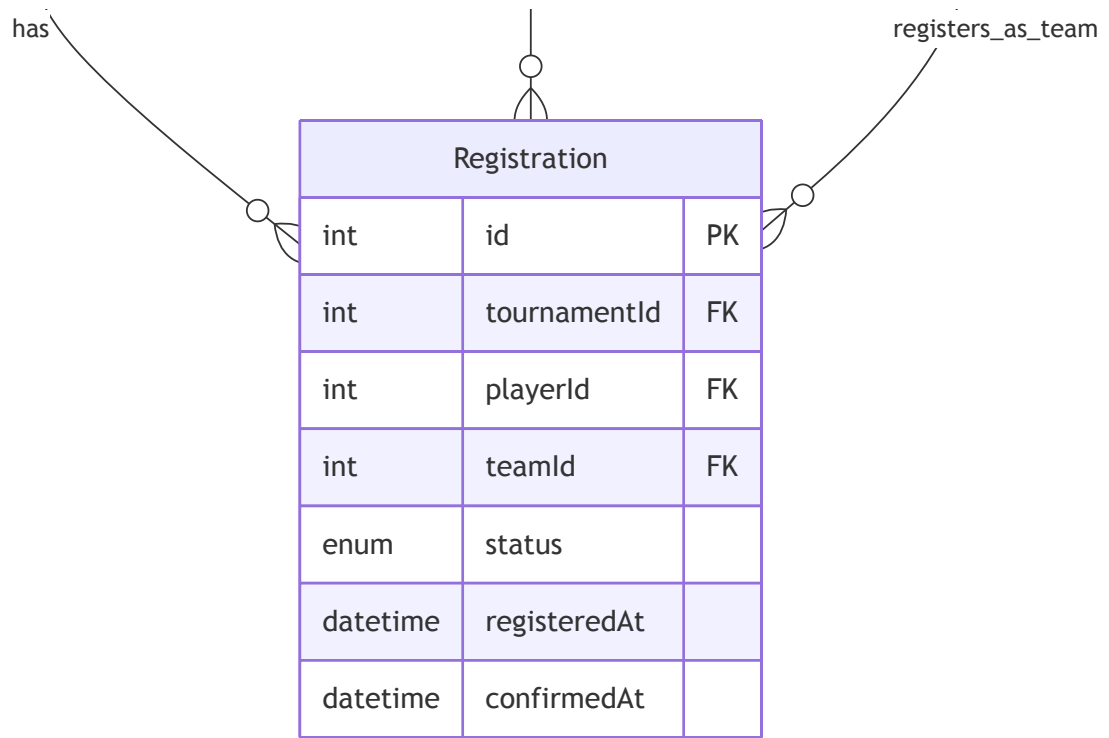 has
registers_as_team
Registration
int id PK
int tournamentId FK
int playerId FK
int teamId FK
enum status
datetime registeredAt
datetime confirmedAt